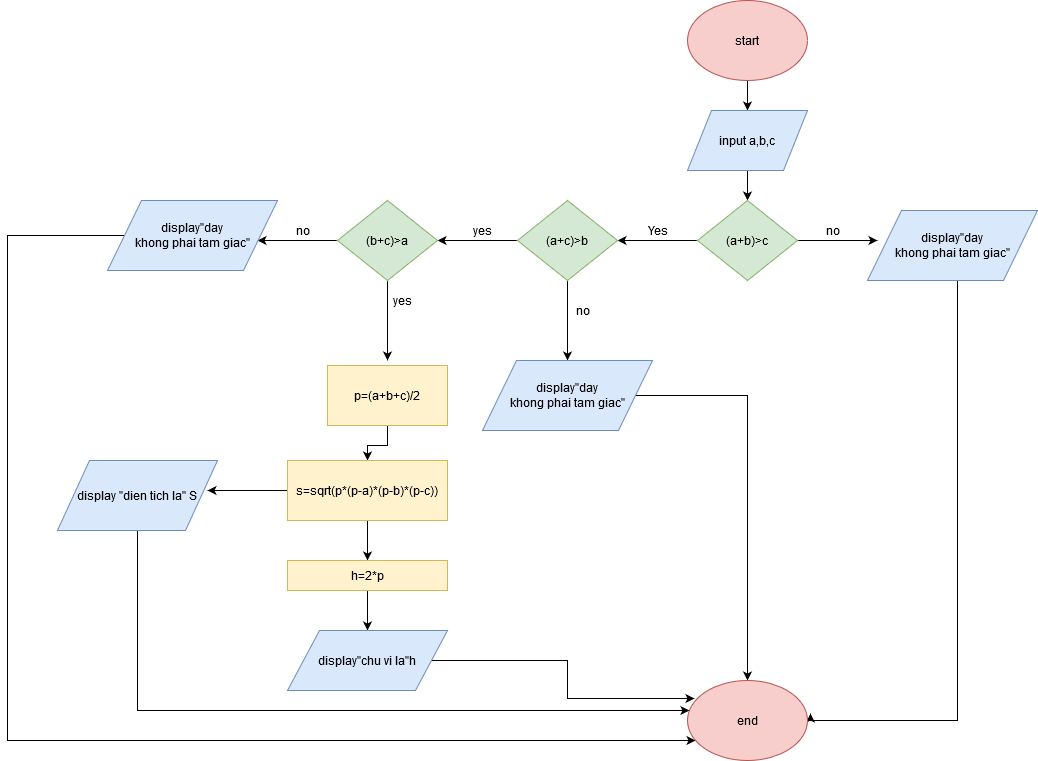 start
input a,b,c
(a+b)>c
Yes
no
display"day
khong phai tam giac"
(a+c)>b
yes
no
display"day
khong phai tam giac"
(b+c)>a
no
display"day
khong phai tam giac"
yes
p=(a+b+c)/2
s=sqrt(p*(p-a)*(p-b)*(p-c))
display "dien tich la" S
h=2*p
display"chu vi la"h
end